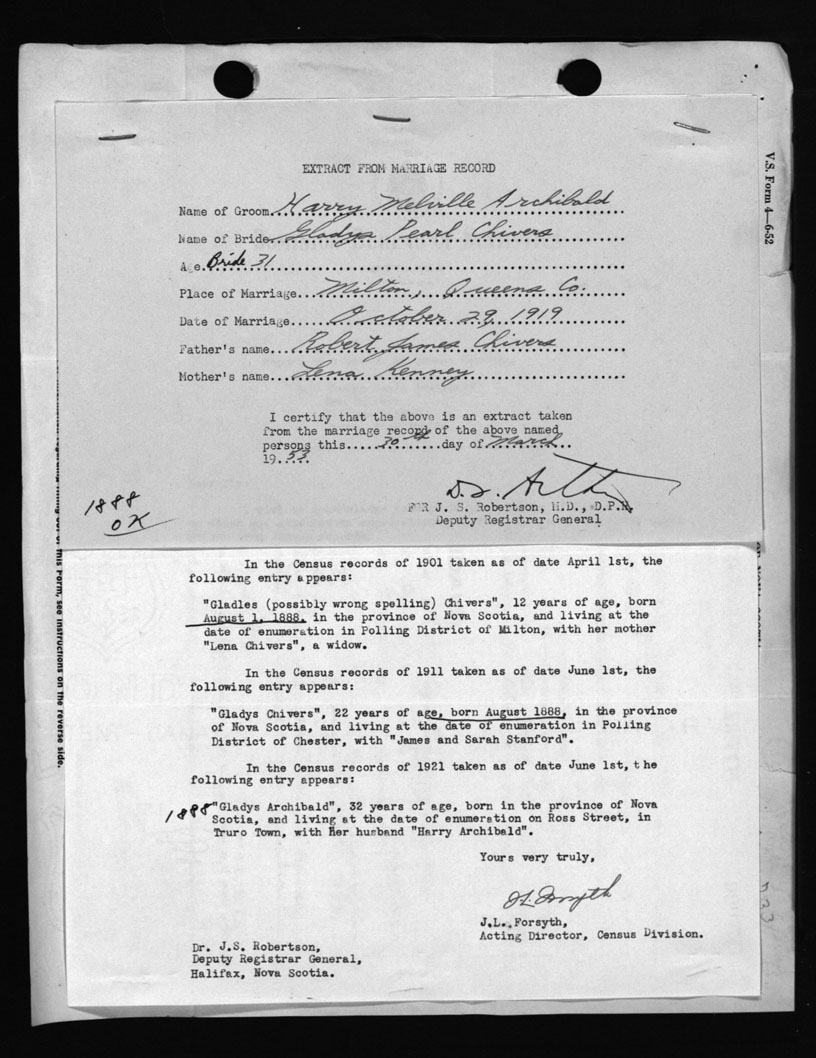 V.S. Form 4—6-52
EXTRACT FROM MARRIAGE RECORD
Name of Groom Harry Melville Archibald
Name of Bride Gladys Pearl Chivers
Age Bride 31
Place of Marriage Milton, Queens Co.
Date of Marriage October 29, 1919
Father's name Robert James Chivers
Mother's name Lena Kenney
I certify that the above is an extract taken
from the marriage record of the above named
persons this 30th day of March
1953.
FOR J. S. Robertson, M.D., D.P.H.
Deputy Registrar General
1888
OK
this Form, see instructions on the reverse side.
In the Census records of 1901 taken as of date April 1st, the
following entry appears:
"Gladles (possibly wrong spelling) Chivers", 12 years of age, born
August 1, 1888, in the province of Nova Scotia, and living at the
date of enumeration in Polling District of Milton, with her mother
"Lena Chivers", a widow.
In the Census records of 1911 taken as of date June 1st, the
following entry appears:
"Gladys Chivers", 22 years of age, born August 1888, in the province
of Nova Scotia, and living at the date of enumeration in Polling
District of Chester, with "James and Sarah Stanford".
In the Census records of 1921 taken as of date June 1st, the
following entry appears:
1888 "Gladys Archibald", 32 years of age, born in the province of Nova
Scotia, and living at the date of enumeration on Ross Street, in
Truro Town, with her husband "Harry Archibald".
Yours very truly,
J.L. Forsyth
J.L. Forsyth,
Acting Director, Census Division.
Dr. J.S. Robertson,
Deputy Registrar General,
Halifax, Nova Scotia.